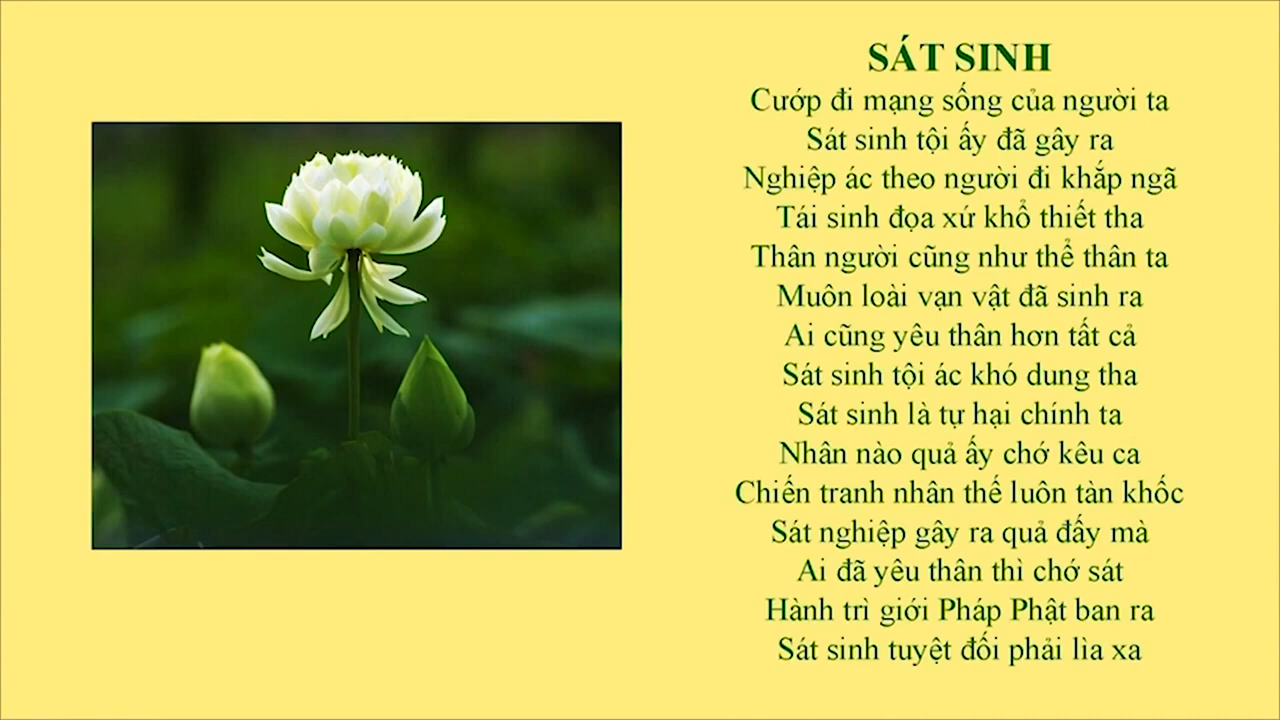 SÁT SINH
Cướp đi mạng sống của người ta
Sát sinh tội ấy đã gây ra
Nghiệp ác theo người đi khắp ngã
Tái sinh đọa xứ khổ thiết tha
Thân người cũng như thể thân ta
Muôn loài vạn vật đã sinh ra
Ai cũng yêu thân hơn tất cả
Sát sinh tội ác khó dung tha
Sát sinh là tự hại chính ta
Nhân nào quả ấy chớ kêu ca
Chiến tranh nhân thế luôn tàn khốc
Sát nghiệp gây ra quả đấy mà
Ai đã yêu thân thì chớ sát
Hành trì giới Pháp Phật ban ra
Sát sinh tuyệt đối phải lìa xa